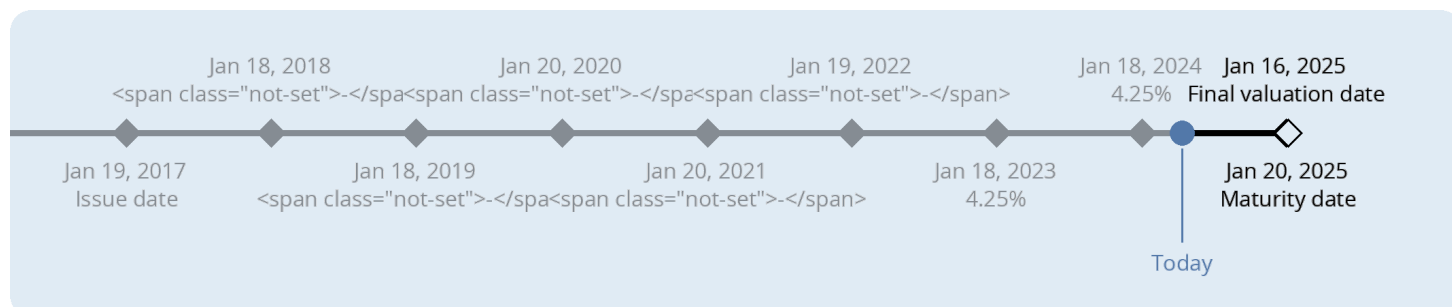 Jan 18, 2018
<span class="not-set">-</spa
Jan 20, 2020
<span class="not-set">-</spa
Jan 19, 2022
<span class="not-set">-</span>
Jan 18, 2024
4.25%
Jan 16, 2025
Final valuation date
Jan 19, 2017
Issue date
Jan 18, 2019
<span class="not-set">-</spa
Jan 20, 2021
<span class="not-set">-</span>
Jan 18, 2023
4.25%
Jan 20, 2025
Maturity date
Today